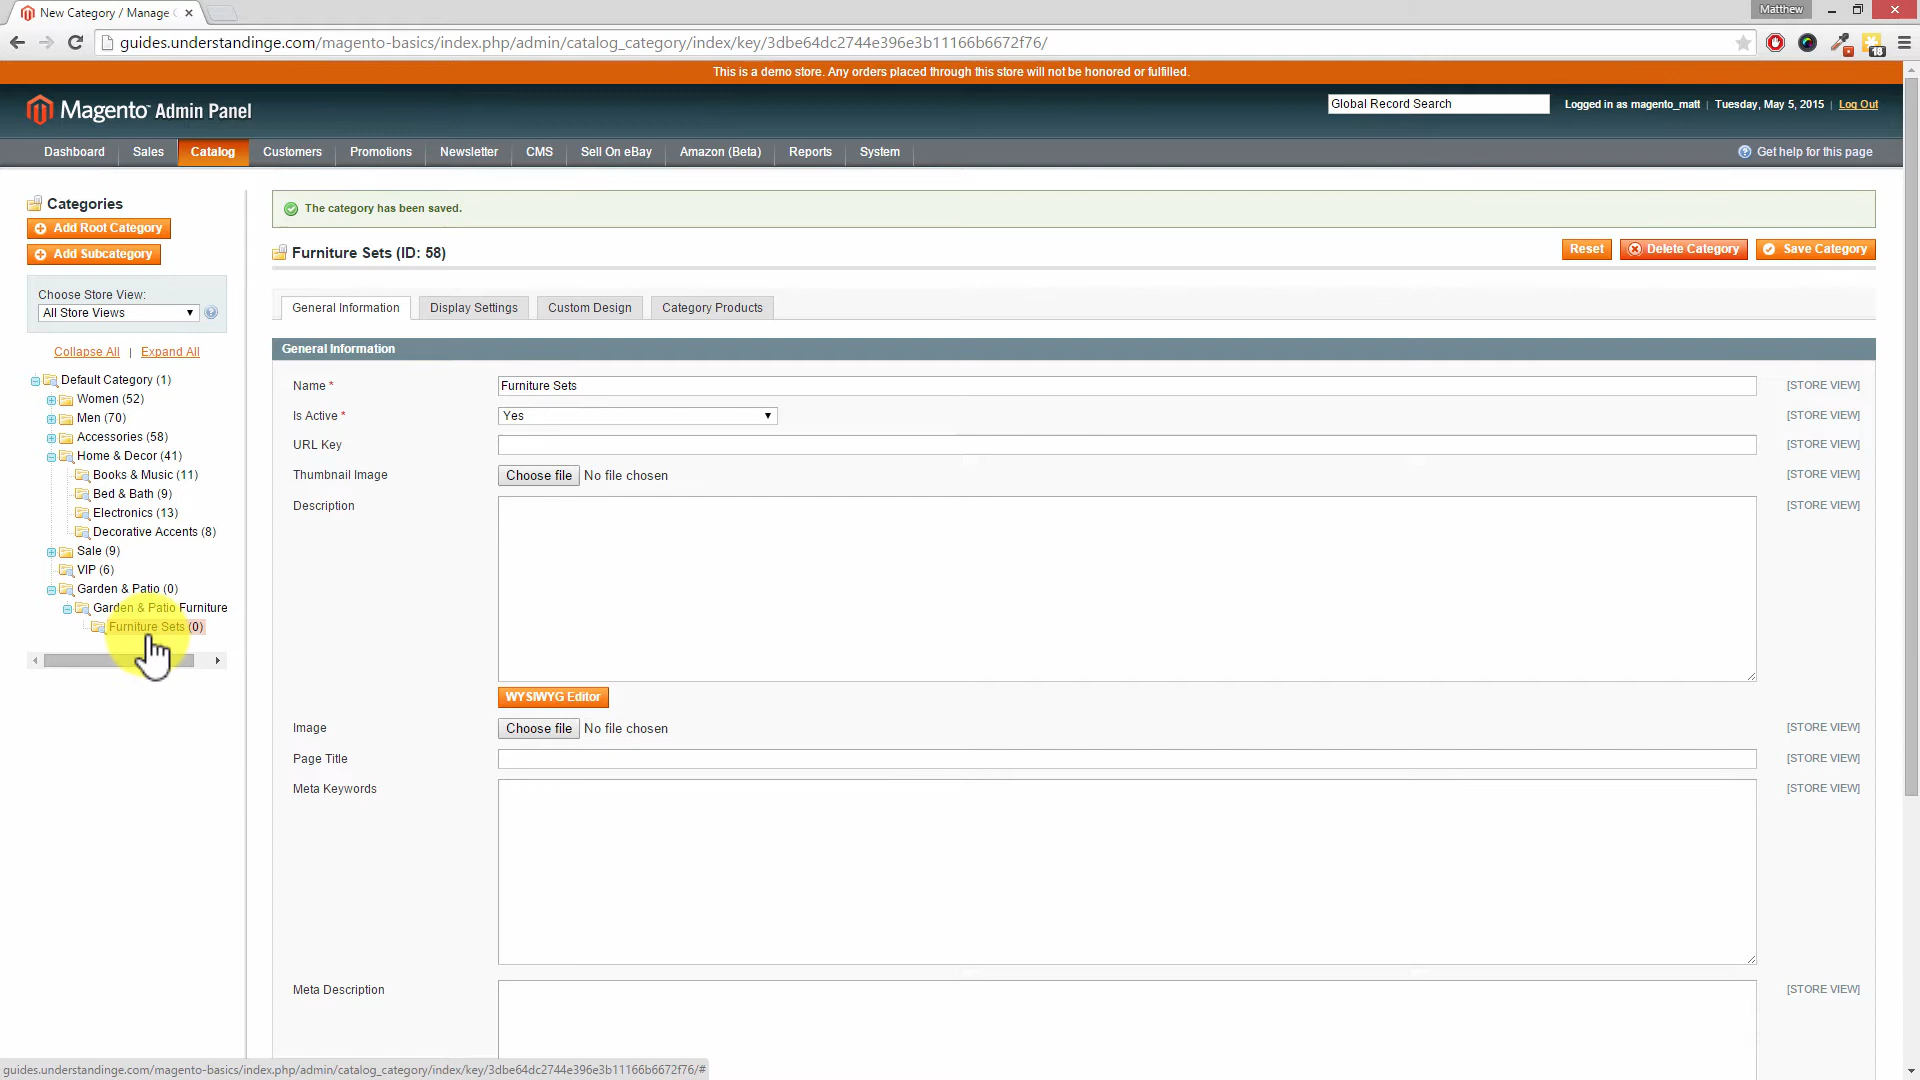 New Category / Manage C
Matthew
guides.understandinge.com/magento-basics/index.php/admin/catalog_category/index/key/3dbe64dc2744e396e3b11166b6672f76/
18
This is a demo store. Any orders placed through this store will not be honored or fulfilled.
Magento Admin Panel
Global Record Search
Logged in as magento_matt | Tuesday, May 5, 2015 | Log Out
Dashboard Sales Catalog Customers Promotions Newsletter CMS Sell On eBay Amazon (Beta) Reports System
Get help for this page
Categories
Add Root Category
Add Subcategory
Choose Store View:
All Store Views
Collapse All | Expand All
Default Category (1)
Women (52)
Men (70)
Accessories (58)
Home & Decor (41)
Books & Music (11)
Bed & Bath (9)
Electronics (13)
Decorative Accents (8)
Sale (9)
VIP (6)
Garden & Patio (0)
Garden & Patio Furniture
Furniture Sets (0)
The category has been saved.
Furniture Sets (ID: 58)
Reset Delete Category Save Category
General Information Display Settings Custom Design Category Products
General Information
Name * Furniture Sets [STORE VIEW]
Is Active * Yes [STORE VIEW]
URL Key [STORE VIEW]
Thumbnail Image Choose file No file chosen [STORE VIEW]
Description [STORE VIEW]
WYSIWYG Editor
Image Choose file No file chosen [STORE VIEW]
Page Title [STORE VIEW]
Meta Keywords [STORE VIEW]
Meta Description [STORE VIEW]
guides.understandinge.com/magento-basics/index.php/admin/catalog_category/index/key/3dbe64dc2744e396e3b11166b6672f76/#